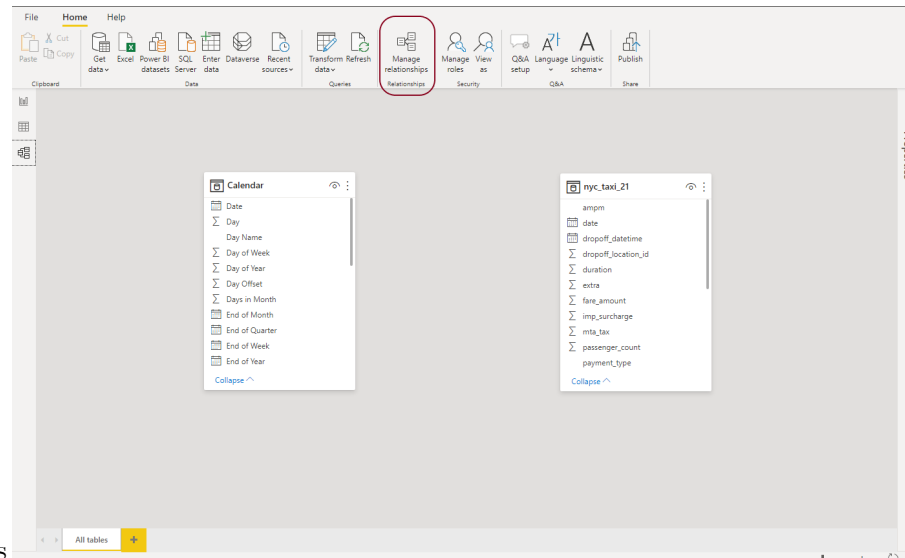 File Home Help
Cut
Copy
Paste
Get data
Excel
Power BI datasets
SQL Server
Enter data
Dataverse
Recent sources
Transform data
Refresh
Manage relationships
Manage roles
View as
Q&A setup
Language
Linguistic schema
Publish
Clipboard Data Queries Relationships Security Q&A Share
Calendar
Date
Day
Day Name
Day of Week
Day of Year
Day Offset
Days in Month
End of Month
End of Quarter
End of Week
End of Year
Collapse
nyc_taxi_21
ampm
date
dropoff_datetime
dropoff_location_id
duration
extra
fare_amount
imp_surcharge
mta_tax
passenger_count
payment_type
Collapse
All tables +
s